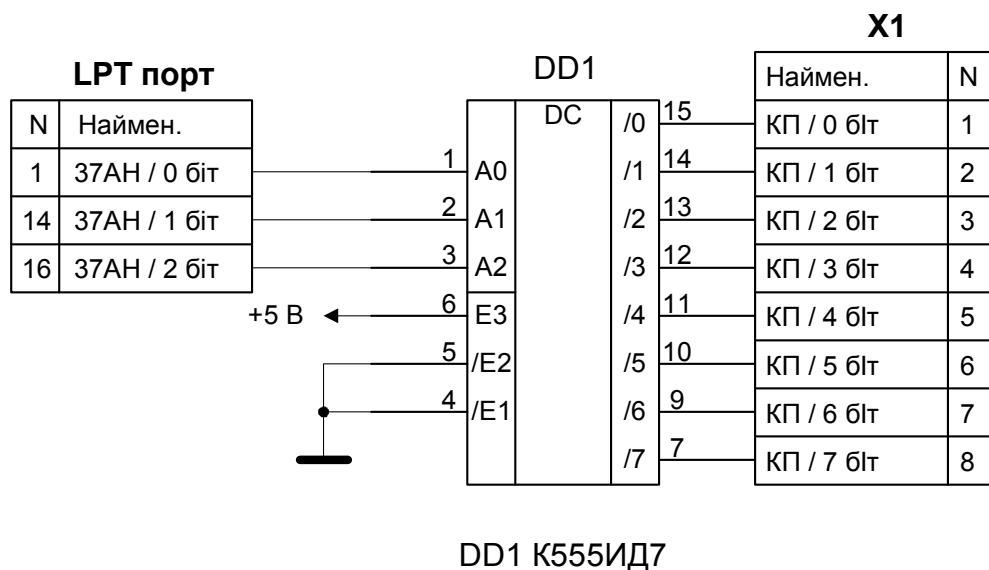 X1
LPT порт
DD1
N Наймен.
1 37AH / 0 біт
14 37AH / 1 біт
16 37AH / 2 біт
+5 В
1 A0
2 A1
3 A2
6 E3
5 /E2
4 /E1
DC
/0 15
/1 14
/2 13
/3 12
/4 11
/5 10
/6 9
/7 7
Наймен. N
КП / 0 бІт 1
КП / 1 бІт 2
КП / 2 бІт 3
КП / 3 бІт 4
КП / 4 бІт 5
КП / 5 бІт 6
КП / 6 бІт 7
КП / 7 бІт 8
DD1 К555ИД7